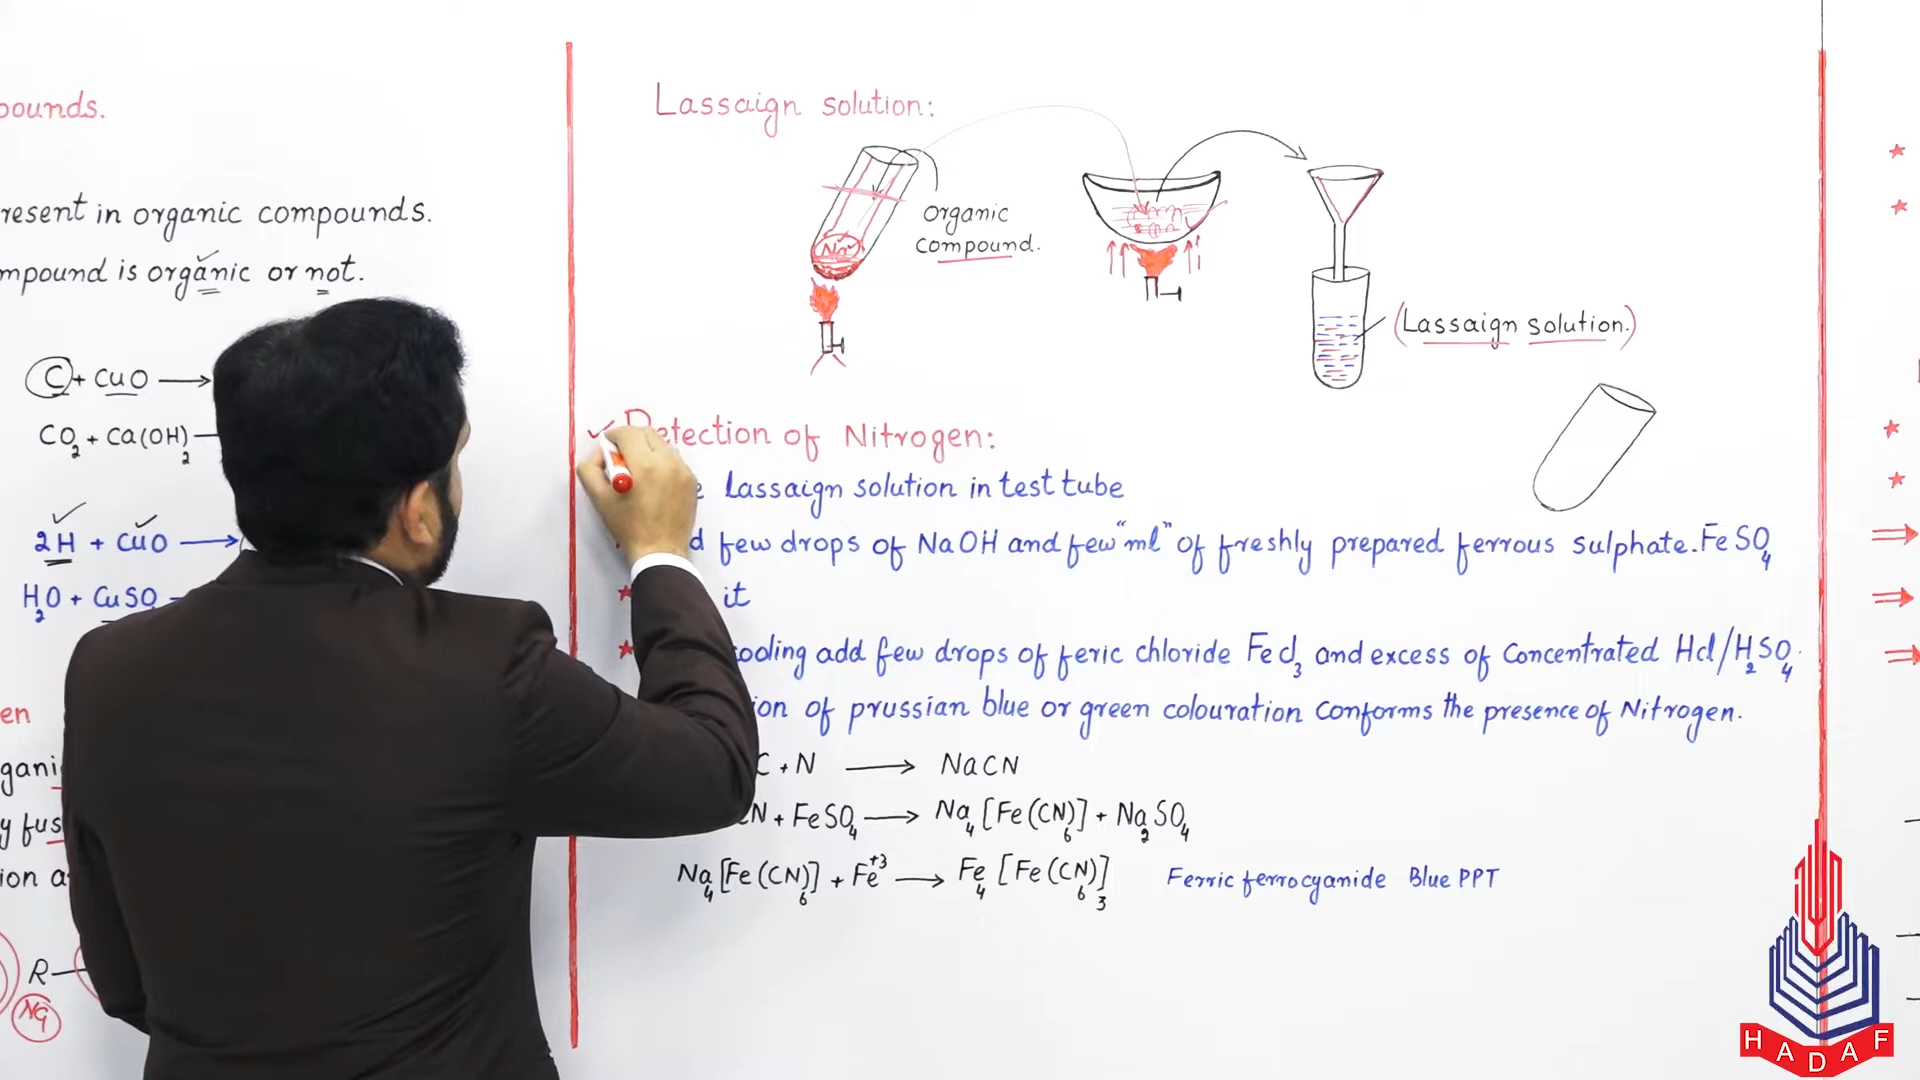 pounds.
resent in organic compounds.
mpound is organic or not.
C + CuO →
CO2 + Ca(OH)2
2H + CuO →
H2O + CuSO
en
gani
y fus
ion a
R
Lassaign solution:
Na
organic
compound.
(Lassaign solution.)
Detection of Nitrogen:
Lassaign solution in test tube
few drops of NaOH and few "ml" of freshly prepared ferrous sulphate. FeSO4
* it
* ooling add few drops of feric chloride FeCl3 and excess of concentrated Hcl/H2SO4.
ion of prussian blue or green colouration conforms the presence of Nitrogen.
C + N → NaCN
N + FeSO4 → Na4[Fe(CN)6] + Na2SO4
Na4[Fe(CN)6] + Fe+3 → Fe4[Fe(CN)6]3 Ferric ferrocyanide Blue PPT
HADAF